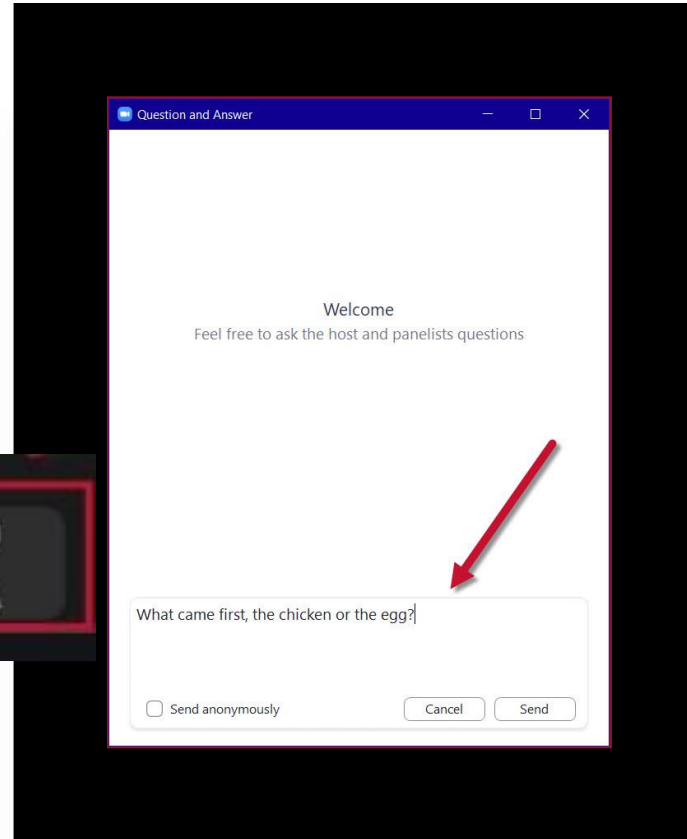 Question and Answer
Welcome
Feel free to ask the host and panelists questions
What came first, the chicken or the egg?
Send anonymously
Cancel
Send